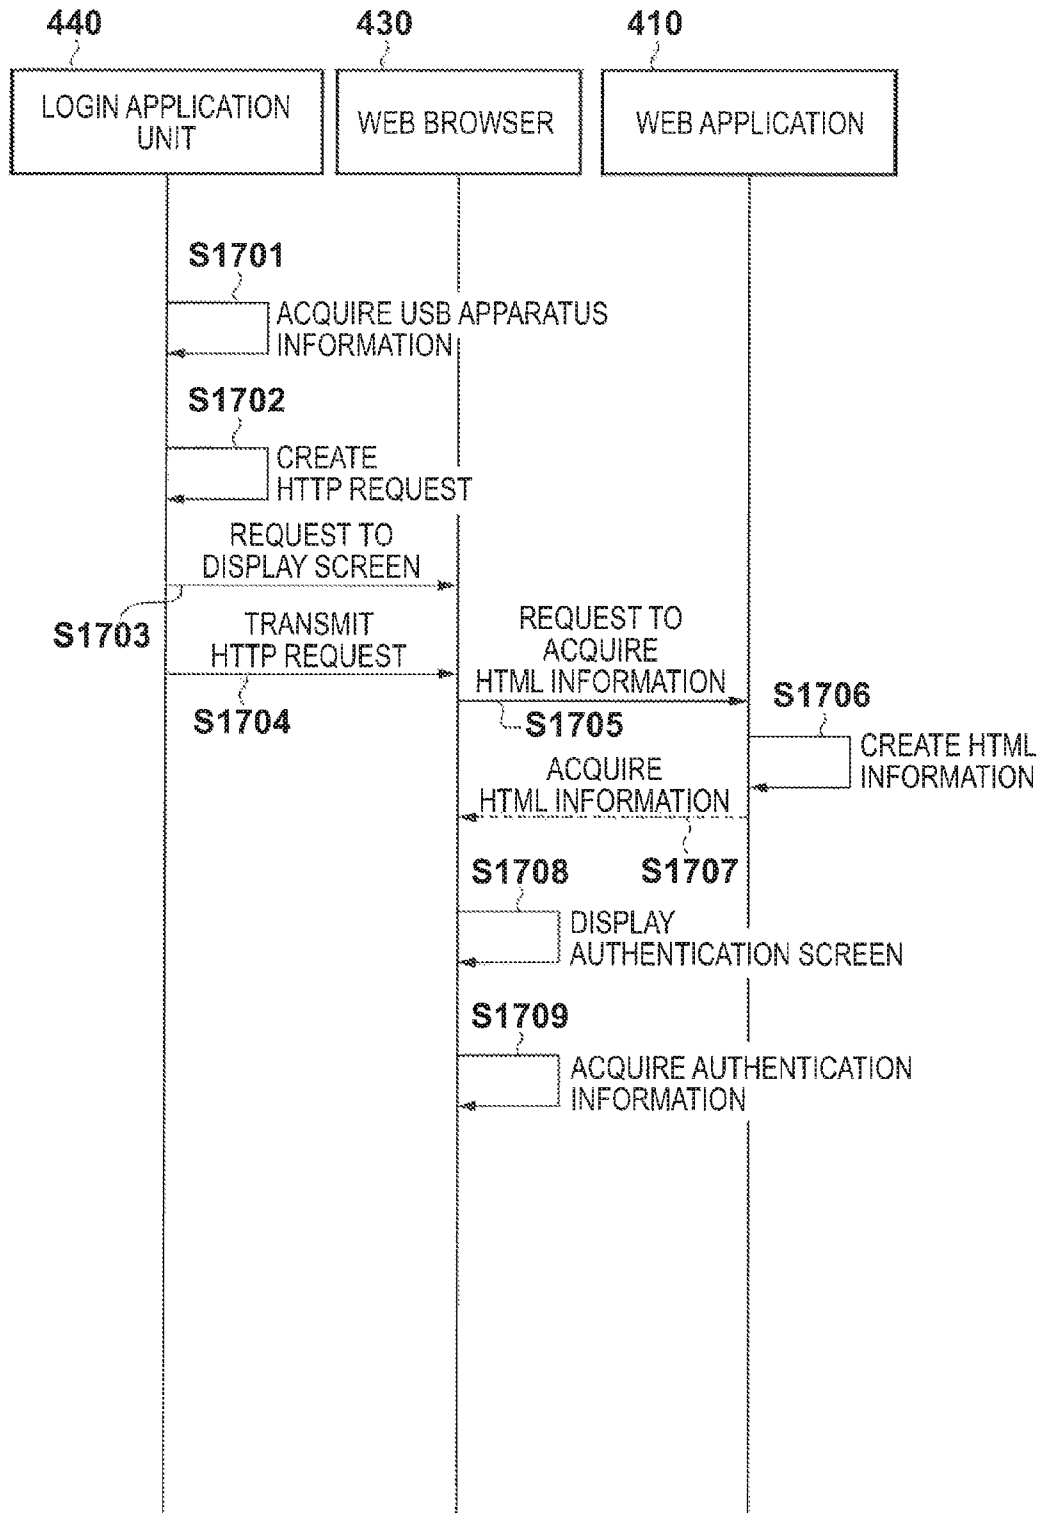 440
430
410
LOGIN APPLICATION
UNIT
WEB BROWSER
WEB APPLICATION
S1701
ACQUIRE USB APPARATUS
INFORMATION
S1702
CREATE
HTTP REQUEST
REQUEST TO
DISPLAY SCREEN
S1703
TRANSMIT
HTTP REQUEST
S1704
REQUEST TO
ACQUIRE
HTML INFORMATION
S1705
S1706
CREATE HTML
INFORMATION
ACQUIRE
HTML INFORMATION
S1707
S1708
DISPLAY
AUTHENTICATION SCREEN
S1709
ACQUIRE AUTHENTICATION
INFORMATION